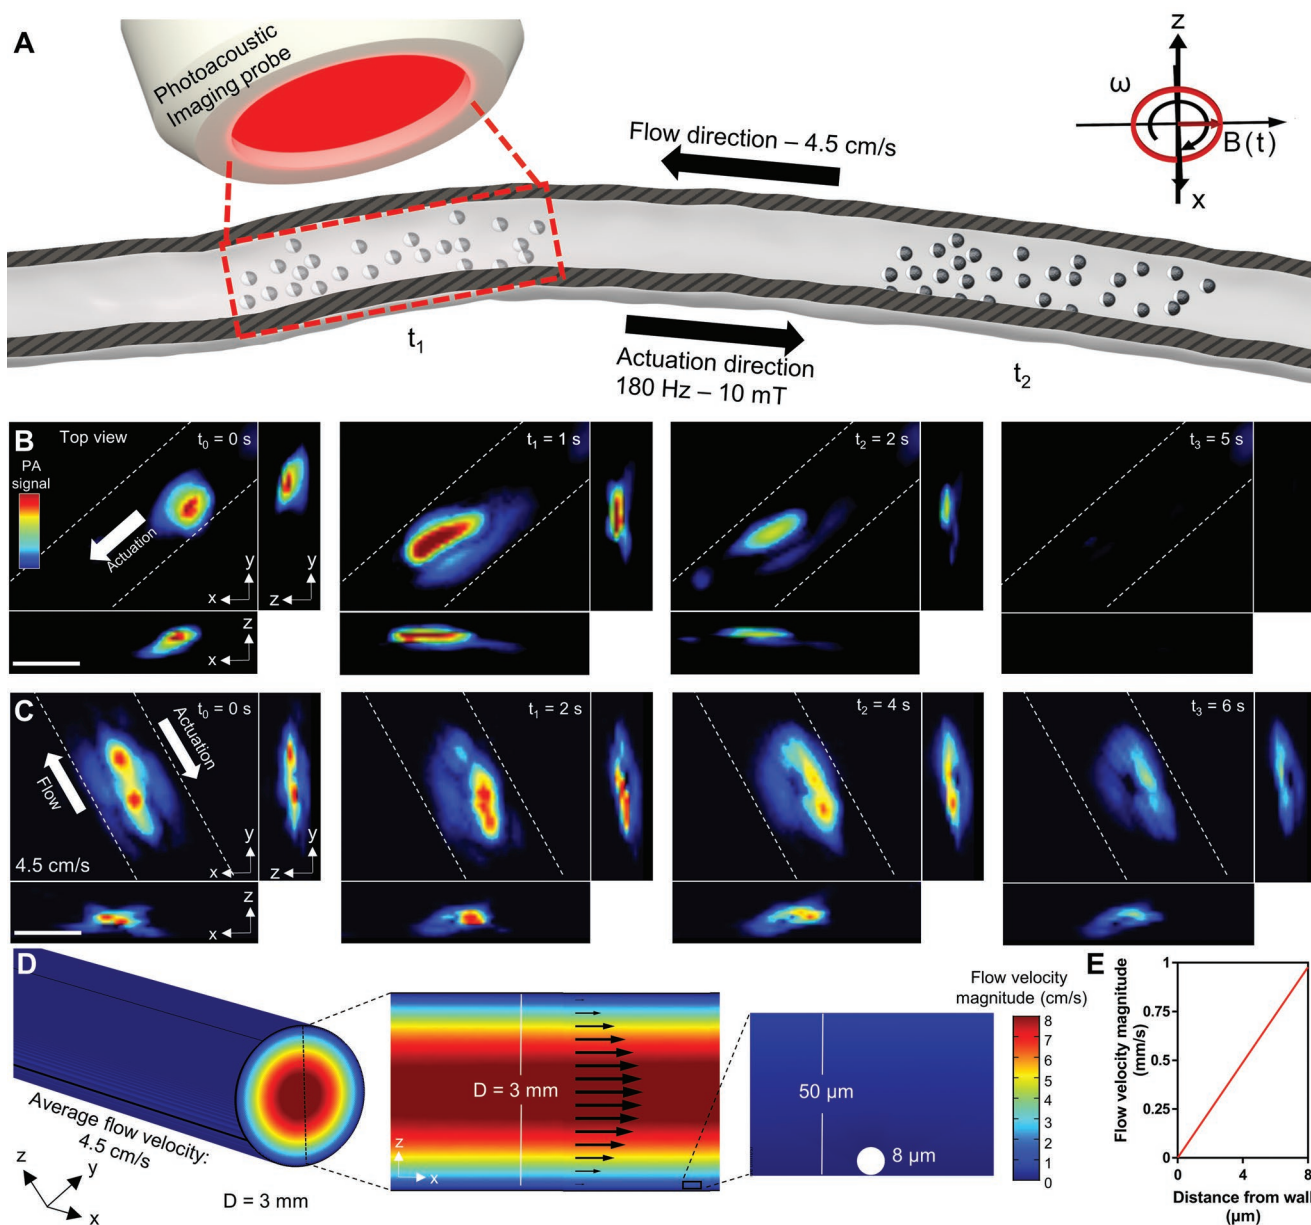 A
Photoacoustic
Imaging probe
Flow direction – 4.5 cm/s
z
ω
B(t)
x
t1
Actuation direction
180 Hz – 10 mT
t2
B
Top view
t0 = 0 s
PA
signal
Actuation
y
x
y
z
z
x
t1 = 1 s
t2 = 2 s
t3 = 5 s
C
t0 = 0 s
Actuation
Flow
4.5 cm/s
y
x
y
z
z
x
t1 = 2 s
t2 = 4 s
t3 = 6 s
D
Average flow velocity:
4.5 cm/s
z
y
x
D = 3 mm
D = 3 mm
z
x
50 µm
8 µm
Flow velocity
magnitude (cm/s)
8
7
6
5
4
3
2
1
0
E
Flow velocity magnitude
(mm/s)
1
0.75
0.5
0.25
0
0
4
8
Distance from wall
(µm)